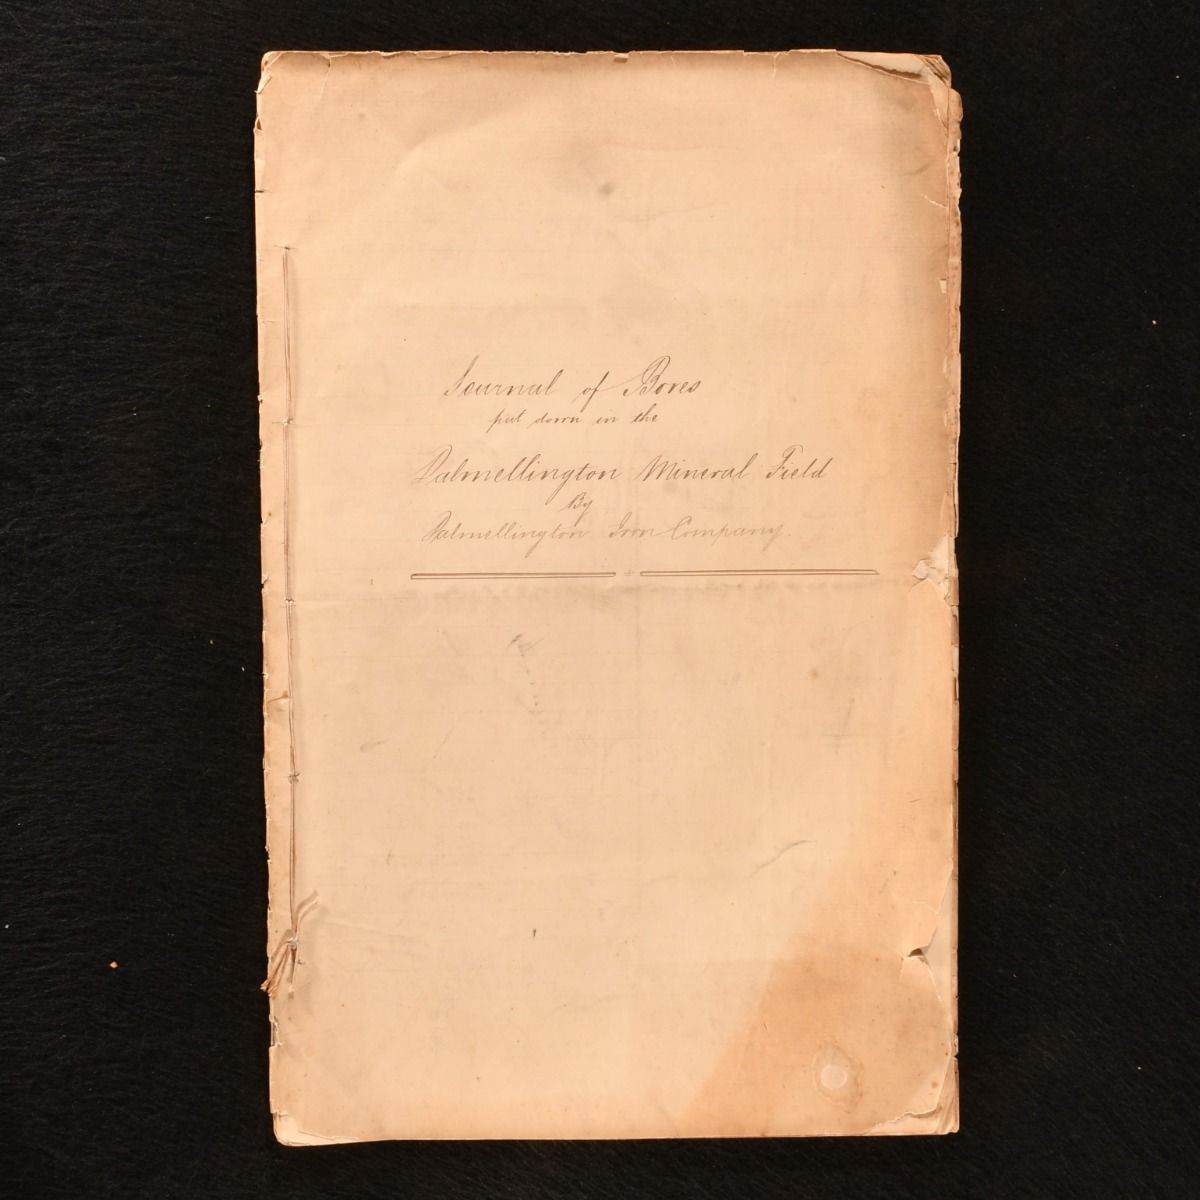 Journal of Bores
put down in the
Dalmellington Mineral Field
By
Dalmellington Iron Company.